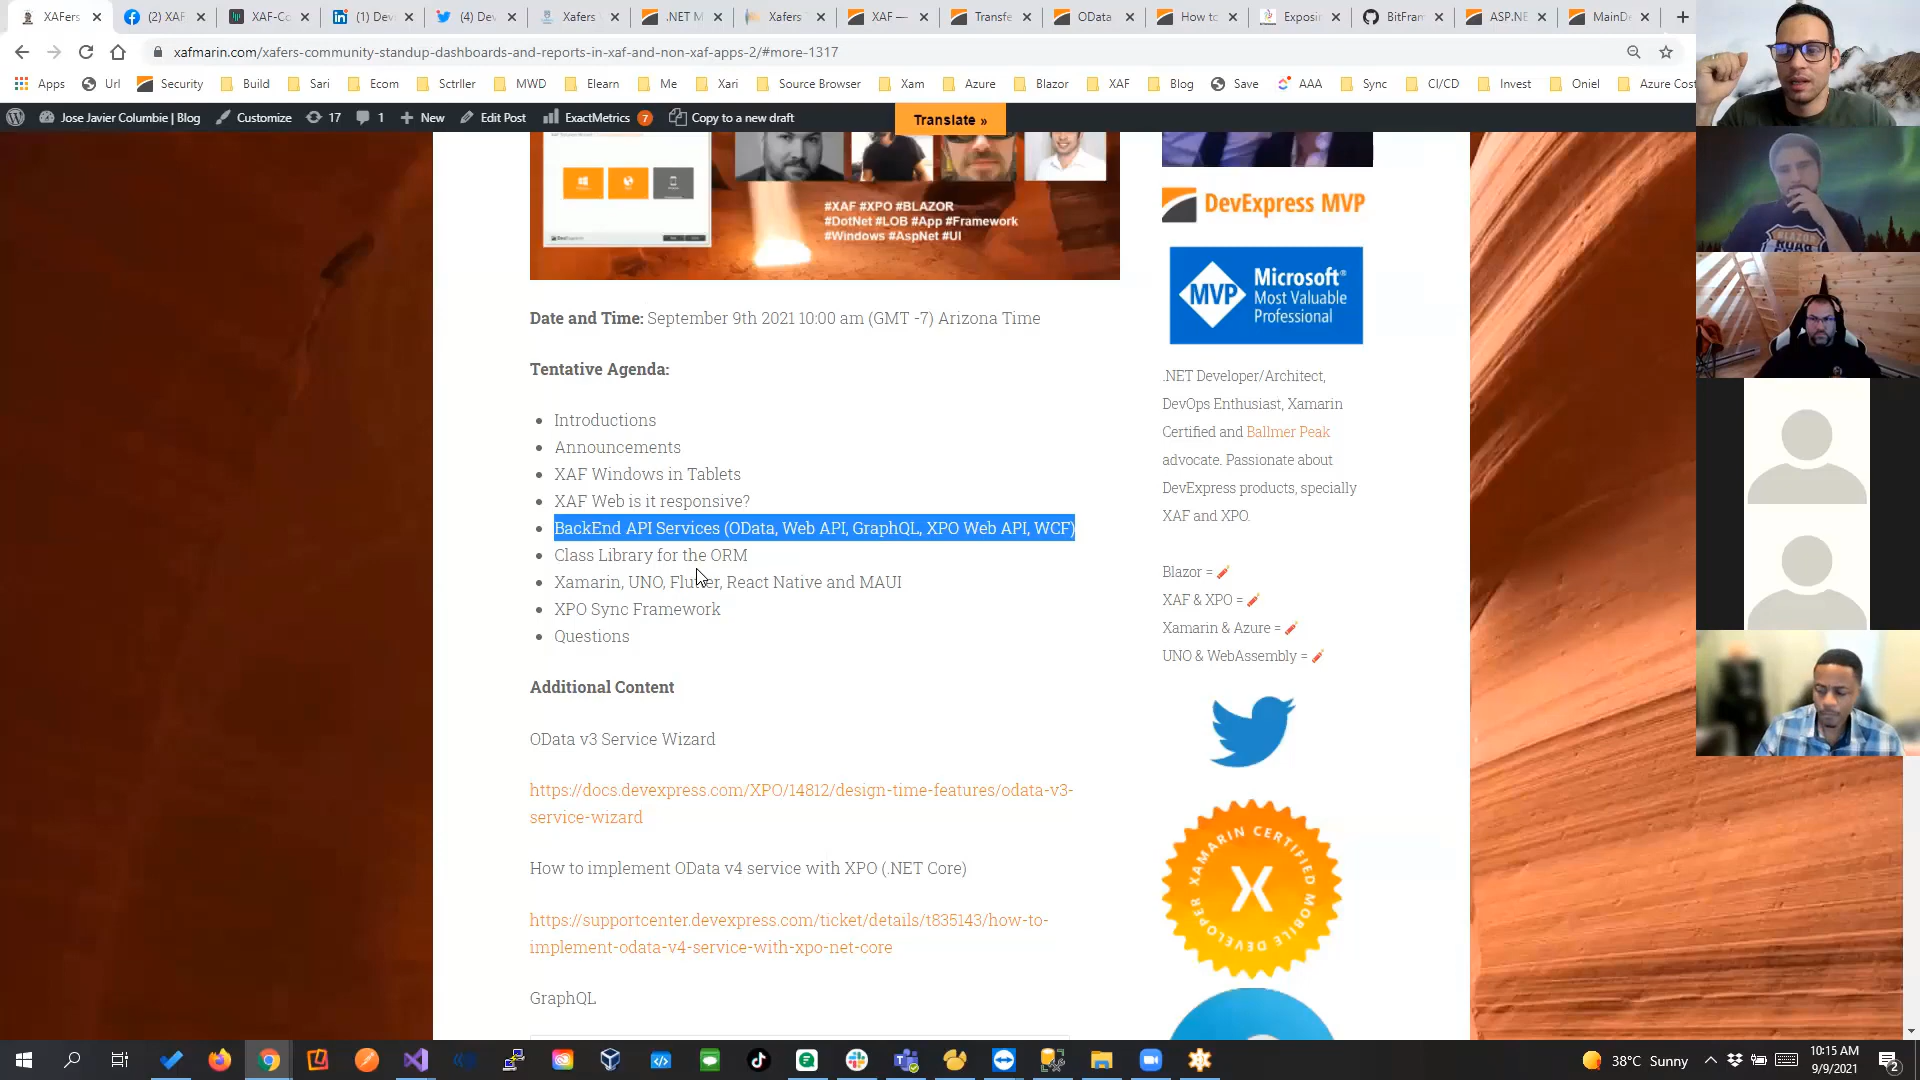 XAFers
(2) XAF
XAF-Co
(1) Dev
(4) Dev
Xafers
.NET M
Xafers
XAF —
Transfe
OData
How to
Exposi
BitFram
ASP.NE
MainDe
xafmarin.com/xafers-community-standup-dashboards-and-reports-in-xaf-and-non-xaf-apps-2/#more-1317
Apps Url Security Build Sari Ecom Sctrller MWD Elearn Me Xari Source Browser Xam Azure Blazor XAF Blog Save AAA Sync CI/CD Invest Oniel Azure Cost
Jose Javier Columbie | Blog Customize 17 1 New Edit Post ExactMetrics 7 Copy to a new draft
Translate »
#XAF #XPO #BLAZOR
#DotNet #LOB #App #Framework
#Windows #AspNet #UI
Date and Time: September 9th 2021 10:00 am (GMT -7) Arizona Time
Tentative Agenda:
Introductions
Announcements
XAF Windows in Tablets
XAF Web is it responsive?
BackEnd API Services (OData, Web API, GraphQL, XPO Web API, WCF)
Class Library for the ORM
Xamarin, UNO, Flutter, React Native and MAUI
XPO Sync Framework
Questions
Additional Content
OData v3 Service Wizard
https://docs.devexpress.com/XPO/14812/design-time-features/odata-v3-
service-wizard
How to implement OData v4 service with XPO (.NET Core)
https://supportcenter.devexpress.com/ticket/details/t835143/how-to-
implement-odata-v4-service-with-xpo-net-core
GraphQL
DevExpress MVP
MVP
Microsoft®
Most Valuable
Professional
.NET Developer/Architect,
DevOps Enthusiast, Xamarin
Certified and Ballmer Peak
advocate. Passionate about
DevExpress products, specially
XAF and XPO.
Blazor =
XAF & XPO =
Xamarin & Azure =
UNO & WebAssembly =
XAMARIN CERTIFIED
MOBILE DEVELOPER
38°C Sunny
10:15 AM
9/9/2021
2